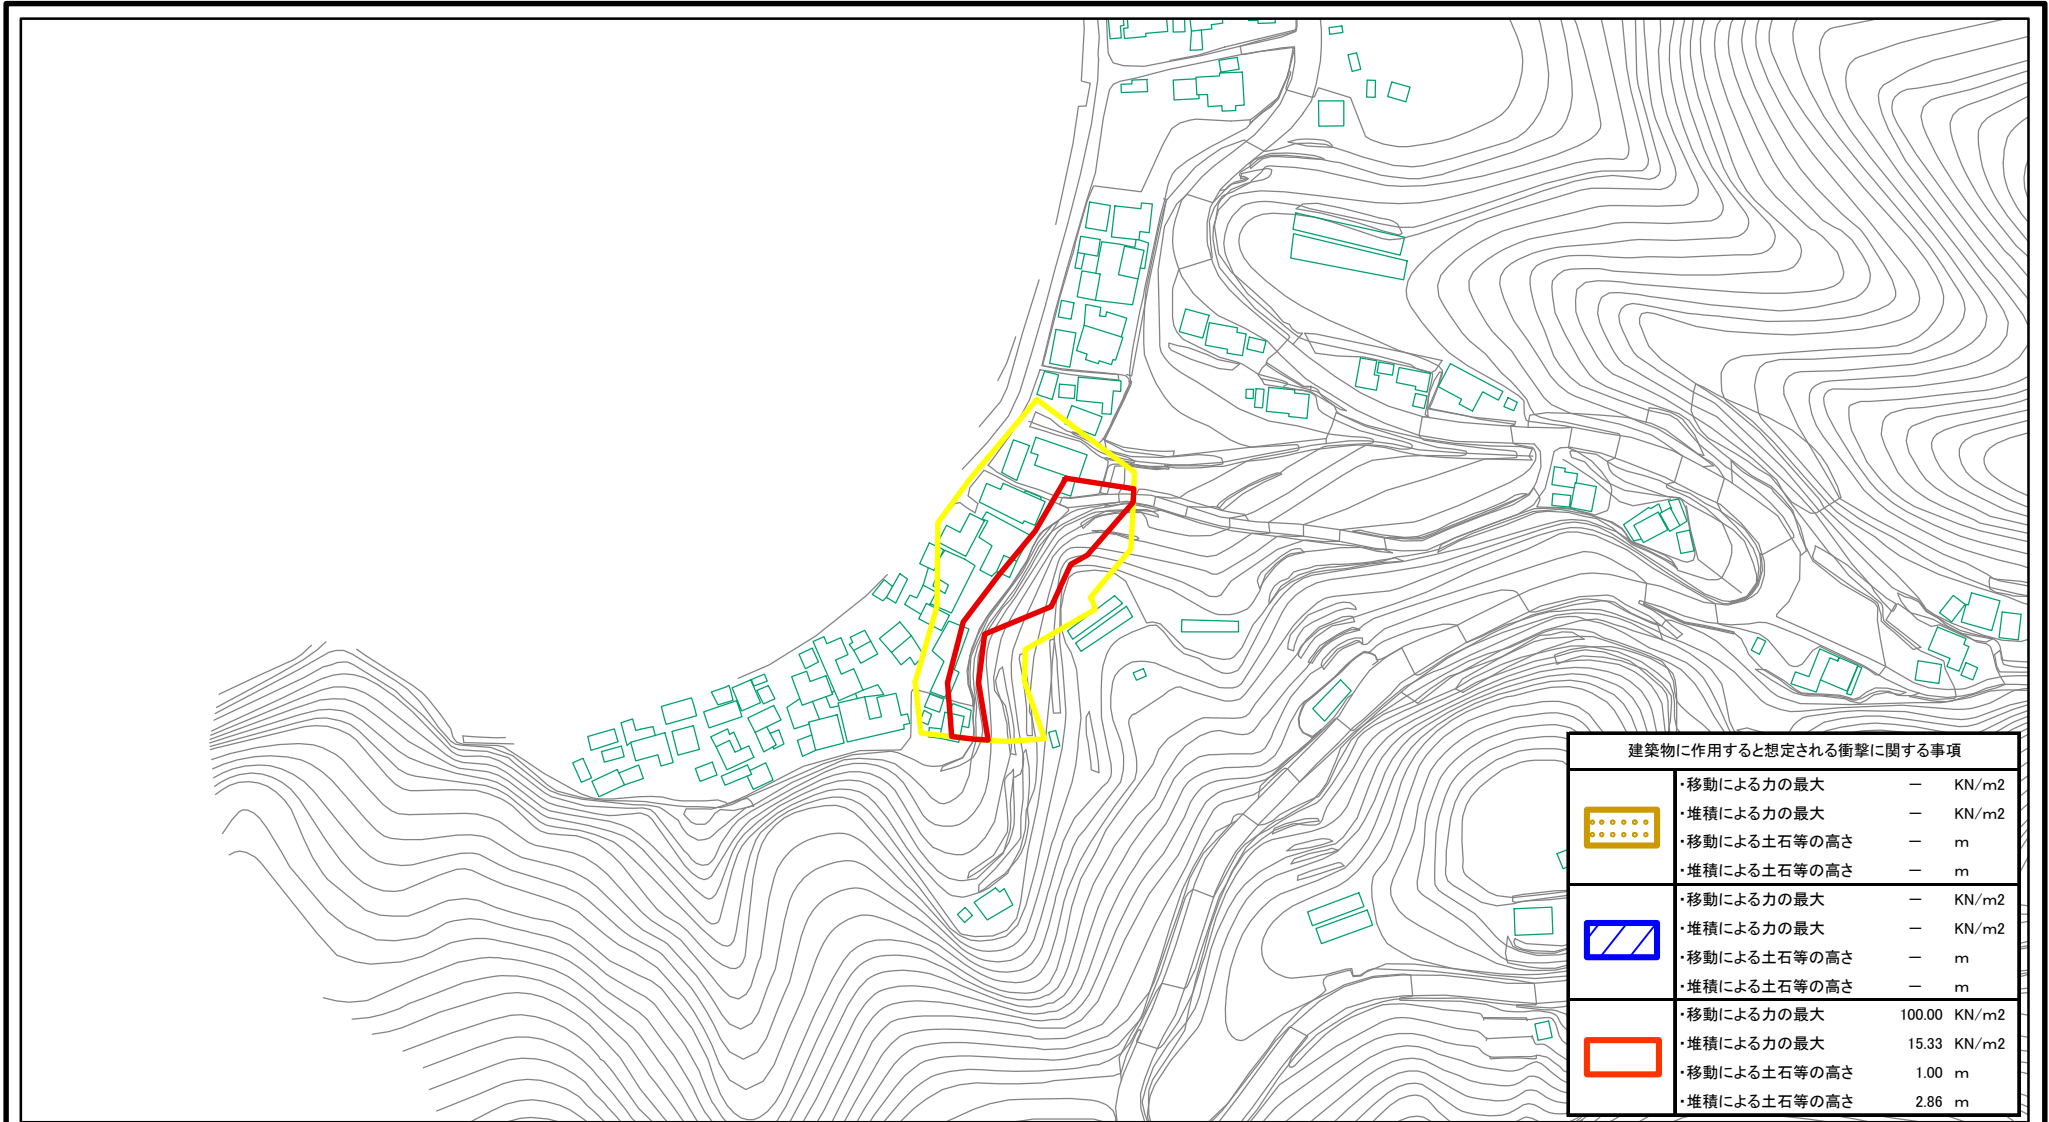 建築物に作用すると想定される衝撃に関する事項
・移動による力の最大 － KN/m2
・堆積による力の最大 － KN/m2
・移動による土石等の高さ － m
・堆積による土石等の高さ － m
・移動による力の最大 － KN/m2
・堆積による力の最大 － KN/m2
・移動による土石等の高さ － m
・堆積による土石等の高さ － m
・移動による力の最大 100.00 KN/m2
・堆積による力の最大 15.33 KN/m2
・移動による土石等の高さ 1.00 m
・堆積による土石等の高さ 2.86 m